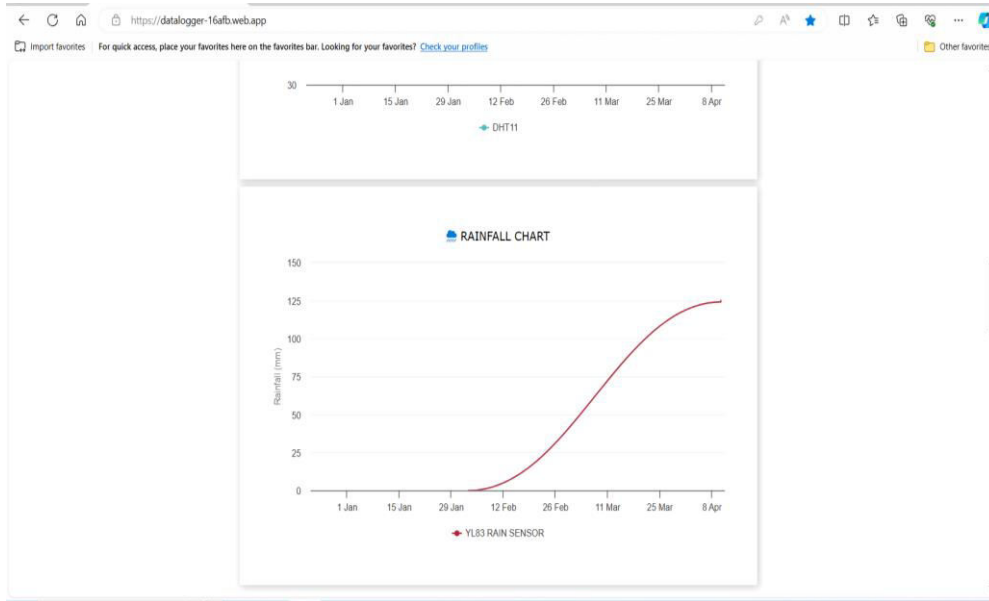 https://datalogger-16afb.web.app
Import favorites For quick access, place your favorites here on the favorites bar. Looking for your favorites? Check your profiles Other favorites
30
1 Jan 15 Jan 29 Jan 12 Feb 26 Feb 11 Mar 25 Mar 8 Apr
DHT11
RAINFALL CHART
150
125
100
75
50
25
0
Rainfall (mm)
1 Jan 15 Jan 29 Jan 12 Feb 26 Feb 11 Mar 25 Mar 8 Apr
YL83 RAIN SENSOR